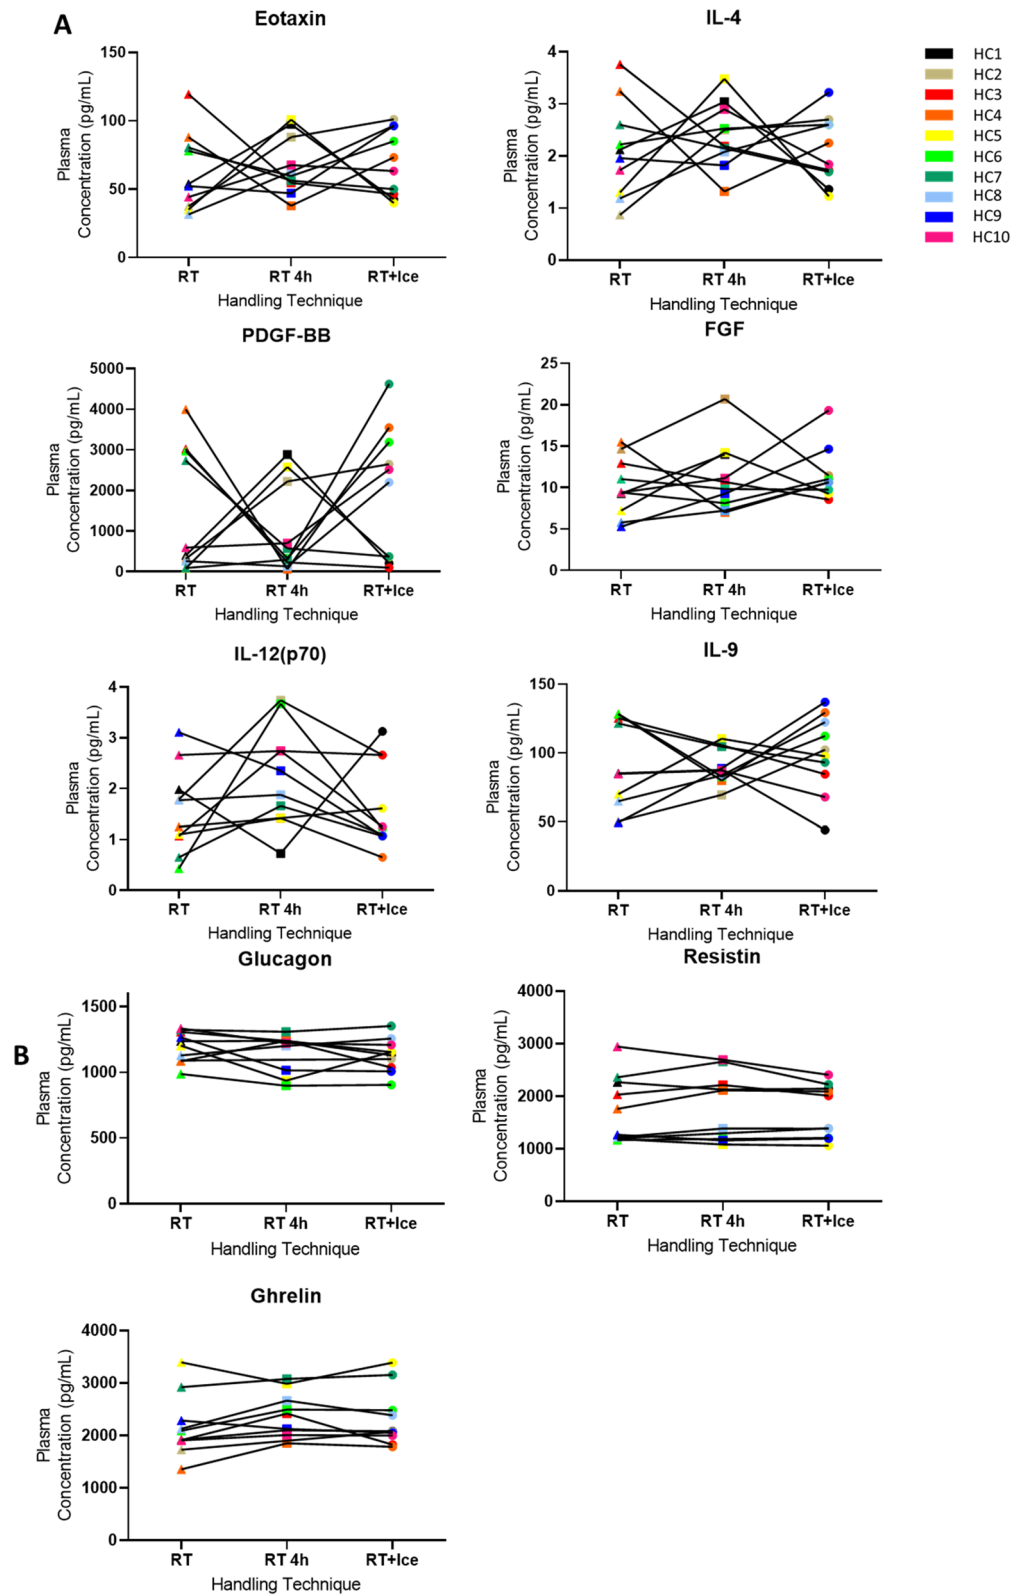 A
Eotaxin
150
100
50
0
Plasma
Concentration (pg/mL)
RT RT 4h RT+Ice
Handling Technique
IL-4
4
3
2
1
0
Plasma
Concentration (pg/mL)
RT RT 4h RT+Ice
Handling Technique
HC1
HC2
HC3
HC4
HC5
HC6
HC7
HC8
HC9
HC10
PDGF-BB
5000
4000
3000
2000
1000
0
Plasma
Concentration (pg/mL)
RT RT 4h RT+Ice
Handling Technique
FGF
25
20
15
10
5
0
Plasma
Concentration (pg/mL)
RT RT 4h RT+Ice
Handling Technique
IL-12(p70)
4
3
2
1
0
Plasma
Concentration (pg/mL)
RT RT 4h RT+Ice
Handling Technique
IL-9
150
100
50
0
Plasma
Concentration (pg/mL)
RT RT 4h RT+Ice
Handling Technique
B
Glucagon
1500
1000
500
0
Plasma
Concentration (pg/mL)
RT RT 4h RT+Ice
Handling Technique
Resistin
4000
3000
2000
1000
0
Plasma
Concentration (pg/mL)
RT RT 4h RT+Ice
Handling Technique
Ghrelin
4000
3000
2000
1000
0
Plasma
Concentration (pg/mL)
RT RT 4h RT+Ice
Handling Technique